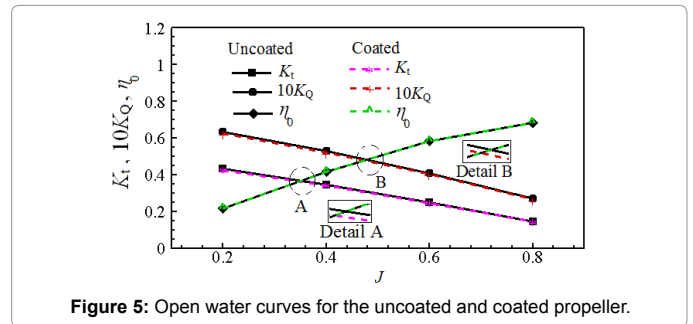 1.2
1
0.8
0.6
0.4
0.2
0
Kt , 10KQ , η0
Uncoated Coated
Kt Kt
10KQ 10KQ
η0 η0
A
B
Detail A
Detail B
0.2 0.4 0.6 0.8
J
Figure 5: Open water curves for the uncoated and coated propeller.